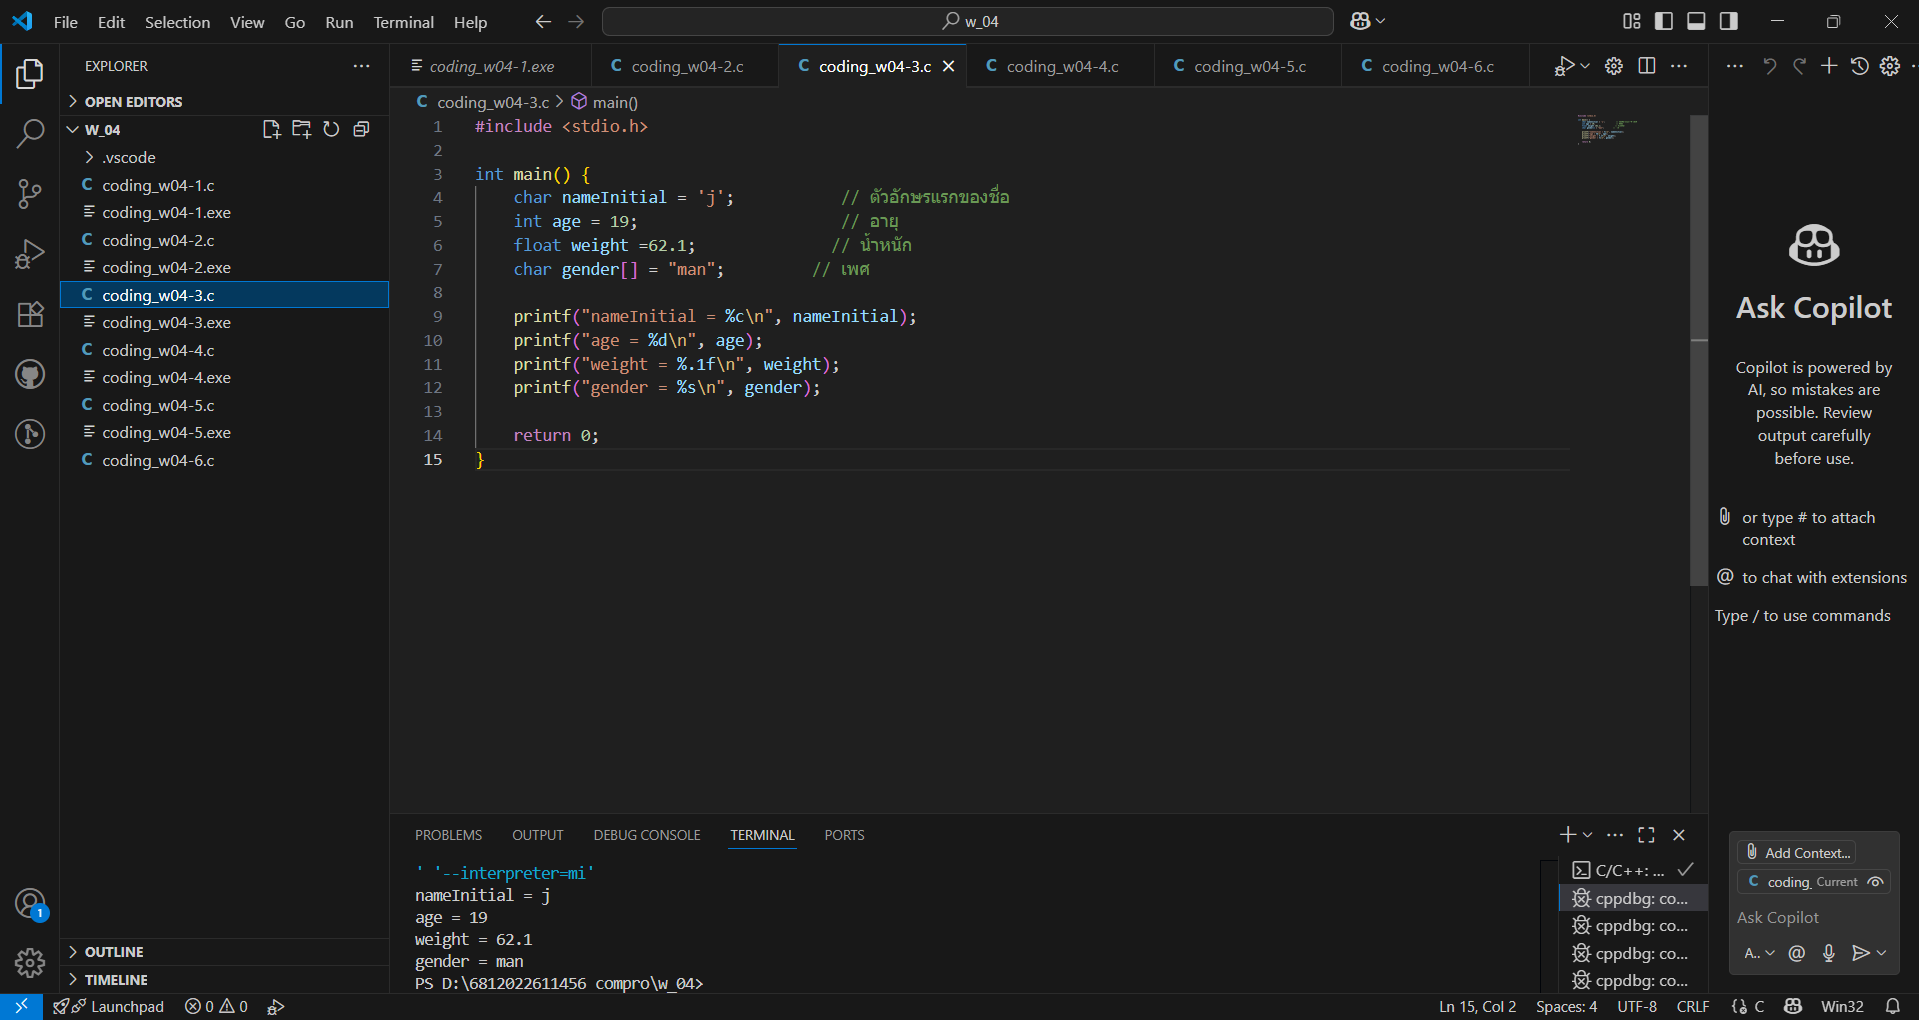 File Edit Selection View Go Run Terminal Help
w_04
EXPLORER
OPEN EDITORS
W_04
.vscode
C coding_w04-1.c
coding_w04-1.exe
C coding_w04-2.c
coding_w04-2.exe
C coding_w04-3.c
coding_w04-3.exe
C coding_w04-4.c
coding_w04-4.exe
C coding_w04-5.c
coding_w04-5.exe
C coding_w04-6.c
OUTLINE
TIMELINE
coding_w04-1.exe C coding_w04-2.c C coding_w04-3.c C coding_w04-4.c C coding_w04-5.c C coding_w04-6.c
C coding_w04-3.c > main()
1 #include <stdio.h>
2
3 int main() {
4 char nameInitial = 'j'; // ตัวอักษรแรกของชื่อ
5 int age = 19; // อายุ
6 float weight =62.1; // น้ำหนัก
7 char gender[] = "man"; // เพศ
8
9 printf("nameInitial = %c\n", nameInitial);
10 printf("age = %d\n", age);
11 printf("weight = %.1f\n", weight);
12 printf("gender = %s\n", gender);
13
14 return 0;
15 }
PROBLEMS OUTPUT DEBUG CONSOLE TERMINAL PORTS
' '--interpreter=mi'
nameInitial = j
age = 19
weight = 62.1
gender = man
PS D:\6812022611456 compro\w_04>
C/C++: ...
cppdbg: co...
cppdbg: co...
cppdbg: co...
cppdbg: co...
Ask Copilot
Copilot is powered by
AI, so mistakes are
possible. Review
output carefully
before use.
or type # to attach
context
@ to chat with extensions
Type / to use commands
Add Context...
C coding_ Current
Ask Copilot
A.. @
1
Launchpad 0 0
Ln 15, Col 2 Spaces: 4 UTF-8 CRLF {} C Win32